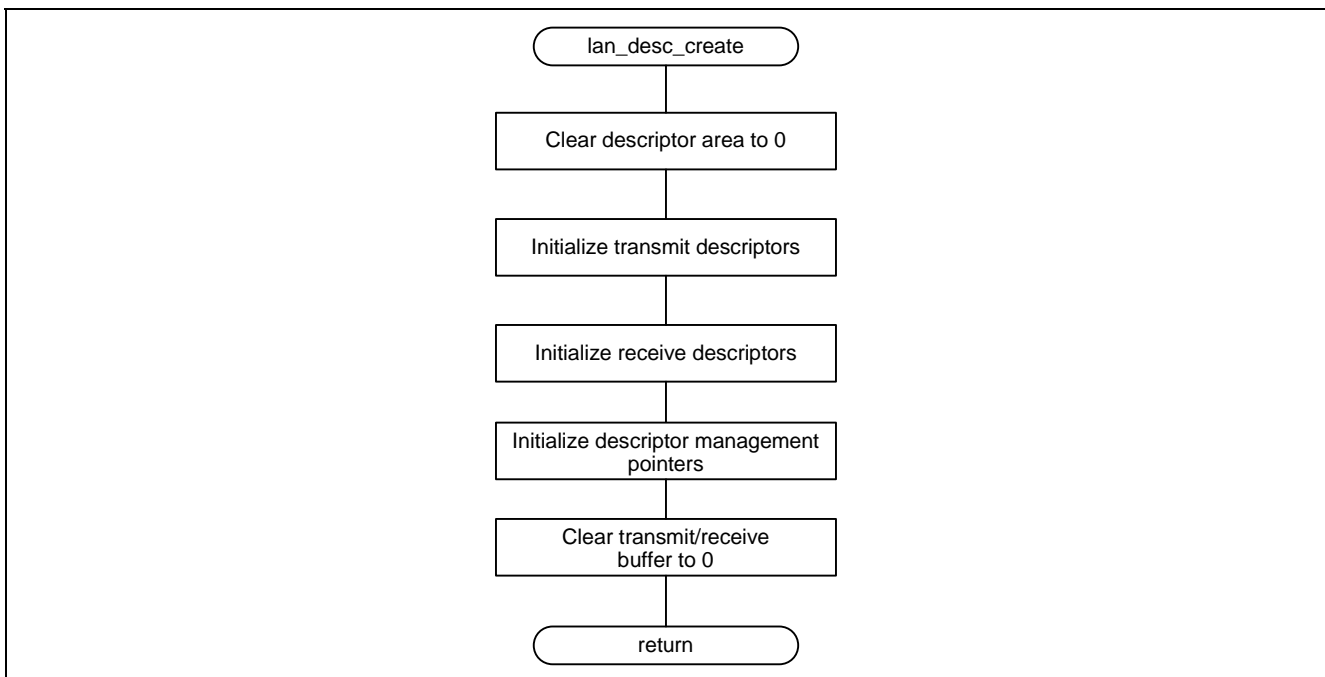 lan_desc_create
Clear descriptor area to 0
Initialize transmit descriptors
Initialize receive descriptors
Initialize descriptor management
pointers
Clear transmit/receive
buffer to 0
return